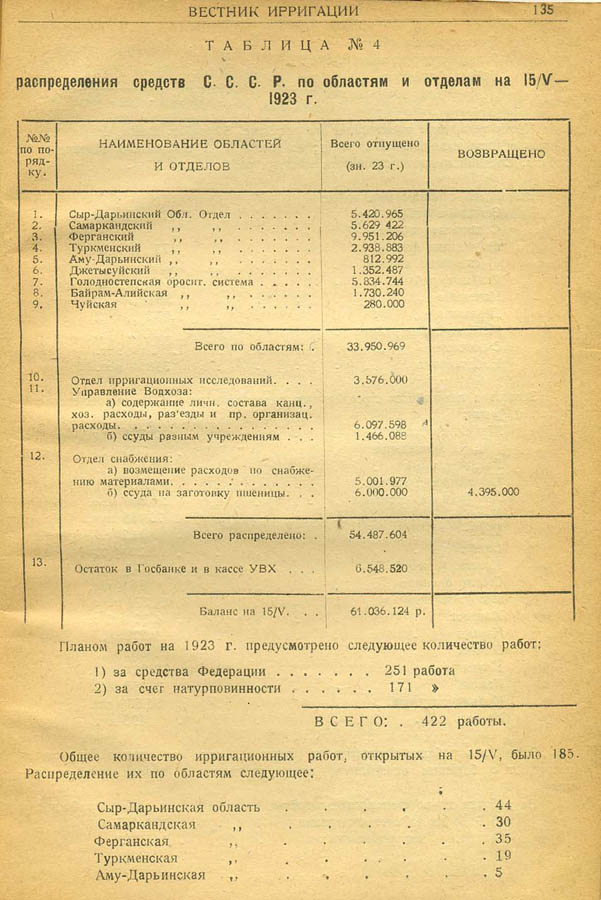 ВЕСТНИК ИРРИГАЦИИ 135
ТАБЛИЦА №4
распределения средств С. С. С. Р. по областям и отделам на 15/V—
1923 г.
№№ по по-ряд-ку. НАИМЕНОВАНИЕ ОБЛАСТЕЙ И ОТДЕЛОВ Всего отпущено (зн. 23 г.) ВОЗВРАЩЕНО
1. Сыр-Дарьинский Обл. Отдел . . . . . . . 5.420.965
2. Самаркандский ,, ,, . . . . . . . 5.629 422
3. Ферганский ,, ,, . . . . . . . 9.951.206
4. Туркменский ,, ,, . . . . . . . 2.938.883
5. Аму-Дарьинский ,, ,, . . . . . . . 812.992
6. Джетысуйский ,, ,, . . . . . . . 1.352.487
7. Голодностепская оросит. система . . . . . 5.834.744
8. Байрам-Алийская ,, ,, . . . . . . 1.730.240
9. Чуйская ,, ,, . . . . . . 280.000
Всего по областям: . 33.950.969
10. Отдел ирригационных исследований. . . . 3.576.000
11. Управление Водхоза:
а) содержание личн. состава канц.,
хоз. расходы, раз'езды и пр. организац.
расходы. . . . . . . . . . . . . . . . . 6.097.598
б) ссуды разным учреждениям . . . 1.466.088
12. Отдел снабжения:
а) возмещение расходов по снабже-
нию материалами. . . . . . . . . . . . . 5.001.977
б) ссуда на заготовку пшеницы. . . 6.000.000 4.395.000
Всего распределено: . 54.487.604
13. Остаток в Госбанке и в кассе УВХ . . . 6.548.520
Баланс на 15/V. . . 61.036.124 р.
Планом работ на 1923 г. предусмотрено следующее количество работ:
1) за средства Федерации . . . . . . . 251 работа
2) за счет натурповинности . . . . . . 171 »
ВСЕГО: . 422 работы.
Общее количество ирригационных работ, открытых на 15/V, было 185.
Распределение их по областям следующее:
Сыр-Дарьинская область . . . . . . 44
Самаркандская ,, . . . . . 30
Ферганская ,, . . . . . 35
Туркменская ,, . . . . . 19
Аму-Дарьинская ,, . . . . . 5